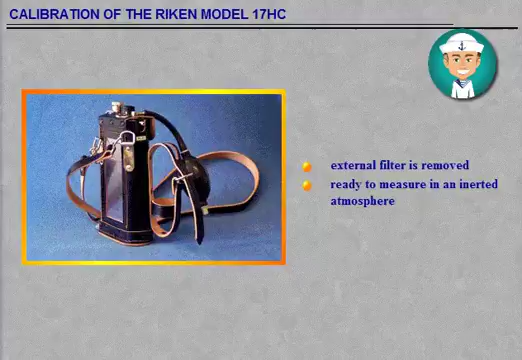 CALIBRATION OF THE RIKEN MODEL 17HC
external filter is removed
ready to measure in an inerted
atmosphere